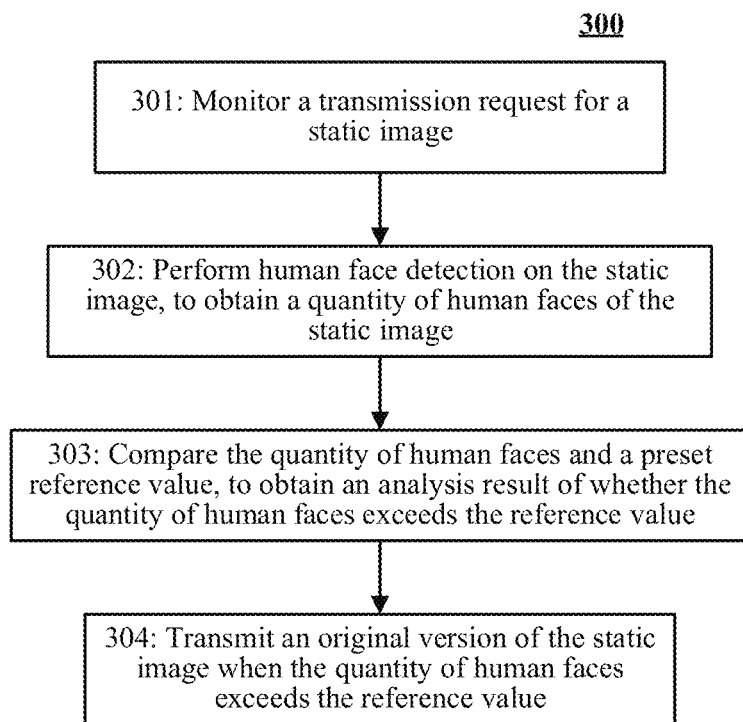 300
301: Monitor a transmission request for a
static image
302: Perform human face detection on the static
image, to obtain a quantity of human faces of the
static image
303: Compare the quantity of human faces and a preset
reference value, to obtain an analysis result of whether the
quantity of human faces exceeds the reference value
304: Transmit an original version of the static
image when the quantity of human faces
exceeds the reference value